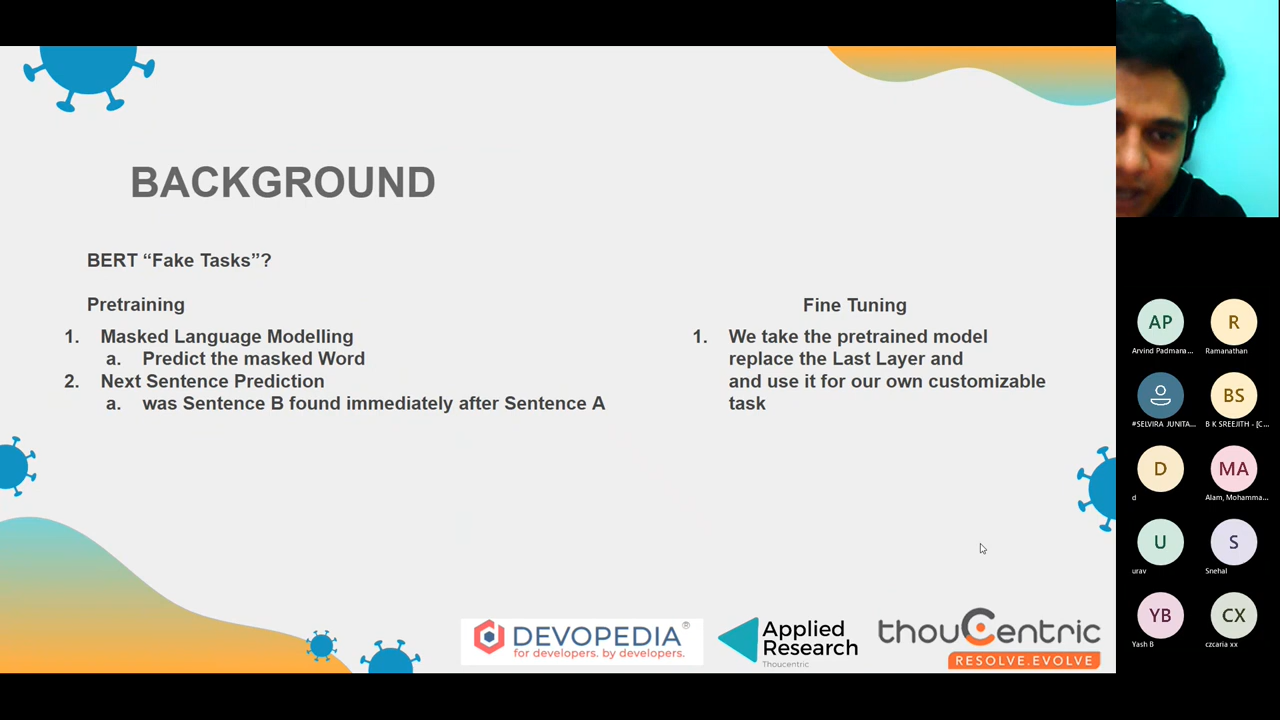 BACKGROUND
BERT “Fake Tasks”?
Pretraining
1. Masked Language Modelling
a. Predict the masked Word
2. Next Sentence Prediction
a. was Sentence B found immediately after Sentence A
Fine Tuning
1. We take the pretrained model
replace the Last Layer and
and use it for our own customizable
task
DEVOPEDIA®
for developers. by developers.
Applied
Research
Thoucentric
thouCentric
RESOLVE.EVOLVE
AP
Arvind Padmana...
R
Ramanathan
#SELVIRA JUNITA...
BS
B K SREEJITH - [C...
D
d
MA
Alam, Mohamma...
U
urav
S
Snehal
YB
Yash B
CX
czcaria xx